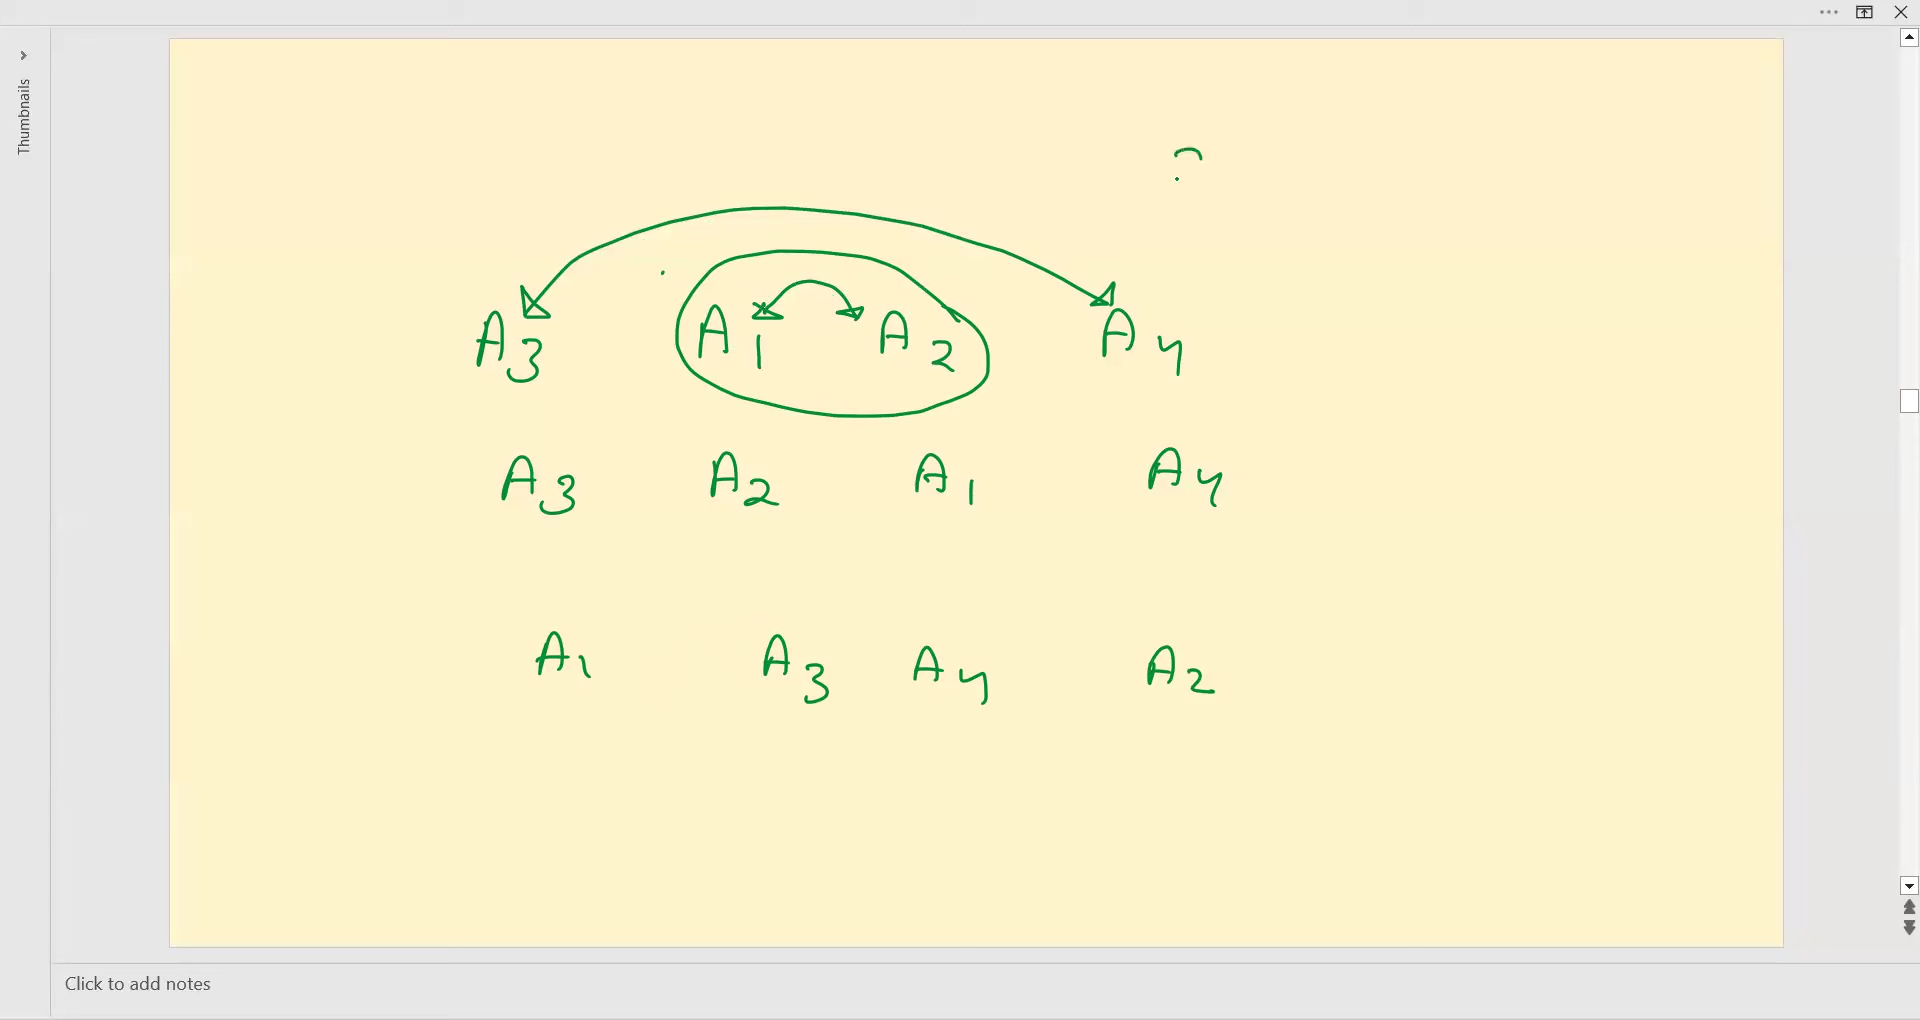 Thumbnails
A3 A1 A2 A4
A3 A2 A1 A4
A1 A3 A4 A2
Click to add notes